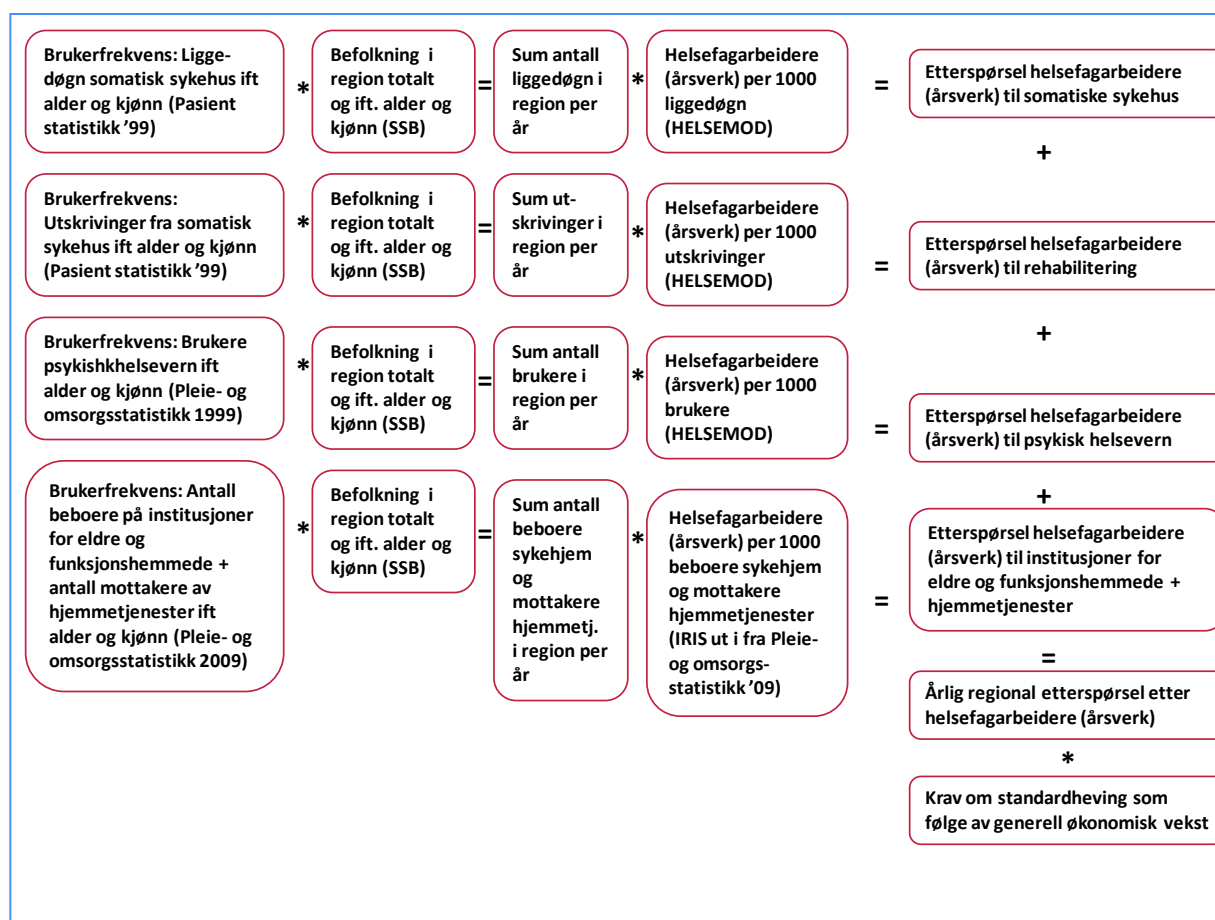 Brukerfrekvens: Ligge-
døgn somatisk sykehus ift
alder og kjønn (Pasient
statistikk ’99)
*
Befolkning i
region totalt
og ift. alder og
kjønn (SSB)
=
Sum antall
liggedøgn i
region per
år
*
Helsefagarbeidere
(årsverk) per 1000
liggedøgn
(HELSEMOD)
=
Etterspørsel helsefagarbeidere
(årsverk) til somatiske sykehus
+
Brukerfrekvens:
Utskrivinger fra somatisk
sykehus ift alder og kjønn
(Pasient statistikk ’99)
*
Befolkning i
region totalt
og ift. alder og
kjønn (SSB)
=
Sum ut-
skrivinger i
region per
år
*
Helsefagarbeidere
(årsverk) per 1000
utskrivinger
(HELSEMOD)
=
Etterspørsel helsefagarbeidere
(årsverk) til rehabilitering
+
Brukerfrekvens: Brukere
psykishkhelsevern ift
alder og kjønn (Pleie- og
omsorgsstatistikk 1999)
*
Befolkning i
region totalt
og ift. alder og
kjønn (SSB)
=
Sum antall
brukere i
region per
år
*
Helsefagarbeidere
(årsverk) per 1000
brukere
(HELSEMOD)
=
Etterspørsel helsefagarbeidere
(årsverk) til psykisk helsevern
+
Brukerfrekvens: Antall
beboere på institusjoner
for eldre og
funksjonshemmede +
antall mottakere av
hjemmetjenester ift
alder og kjønn (Pleie- og
omsorgsstatistikk 2009)
*
Befolkning i
region totalt
og ift. alder og
kjønn (SSB)
=
Sum antall
beboere
sykehjem
og
mottakere
hjemmetj.
i region per
år
*
Helsefagarbeidere
(årsverk) per 1000
beboere sykehjem
og mottakere
hjemmetjenester
(IRIS ut i fra Pleie-
og omsorgs-
statistikk ’09)
=
Etterspørsel helsefagarbeidere
(årsverk) til institusjoner for
eldre og funksjonshemmede +
hjemmetjenester
=
Årlig regional etterspørsel etter
helsefagarbeidere (årsverk)
*
Krav om standardheving som
følge av generell økonomisk vekst